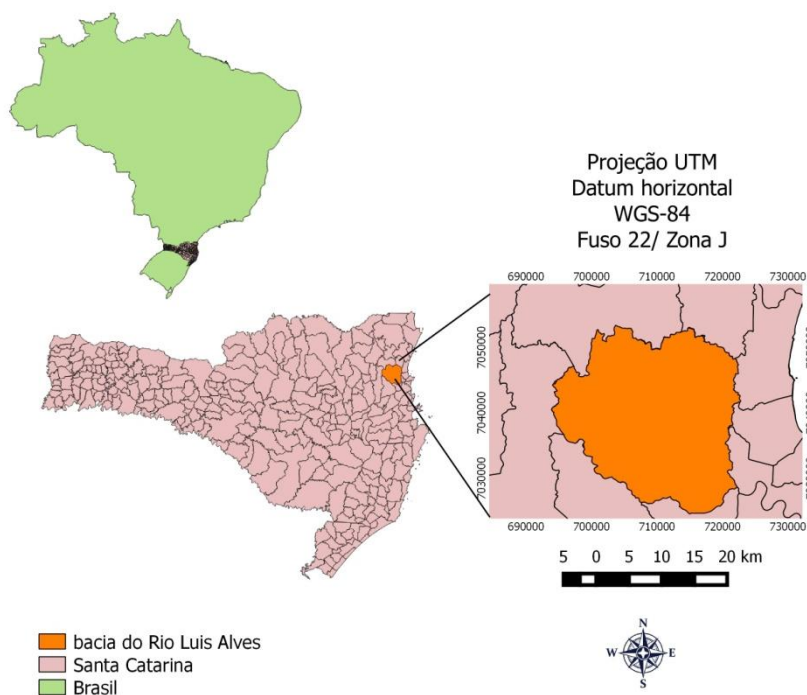 Projeção UTM
Datum horizontal
WGS-84
Fuso 22/ Zona J
690000 700000 710000 720000 730000
7050000
7040000
7030000
690000 700000 710000 720000 730000
5 0 5 10 15 20 km
bacia do Rio Luis Alves
Santa Catarina
Brasil
N
W E
S